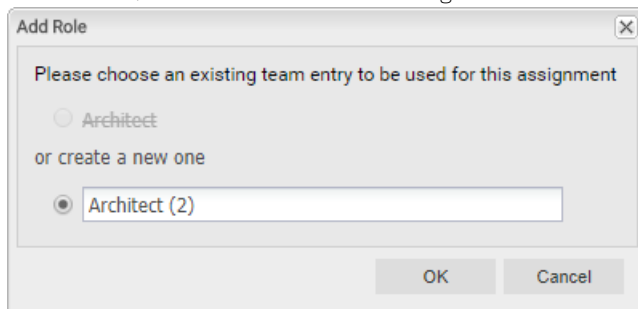 Add Role
Please choose an existing team entry to be used for this assignment
Architect
or create a new one
Architect (2)
OK Cancel